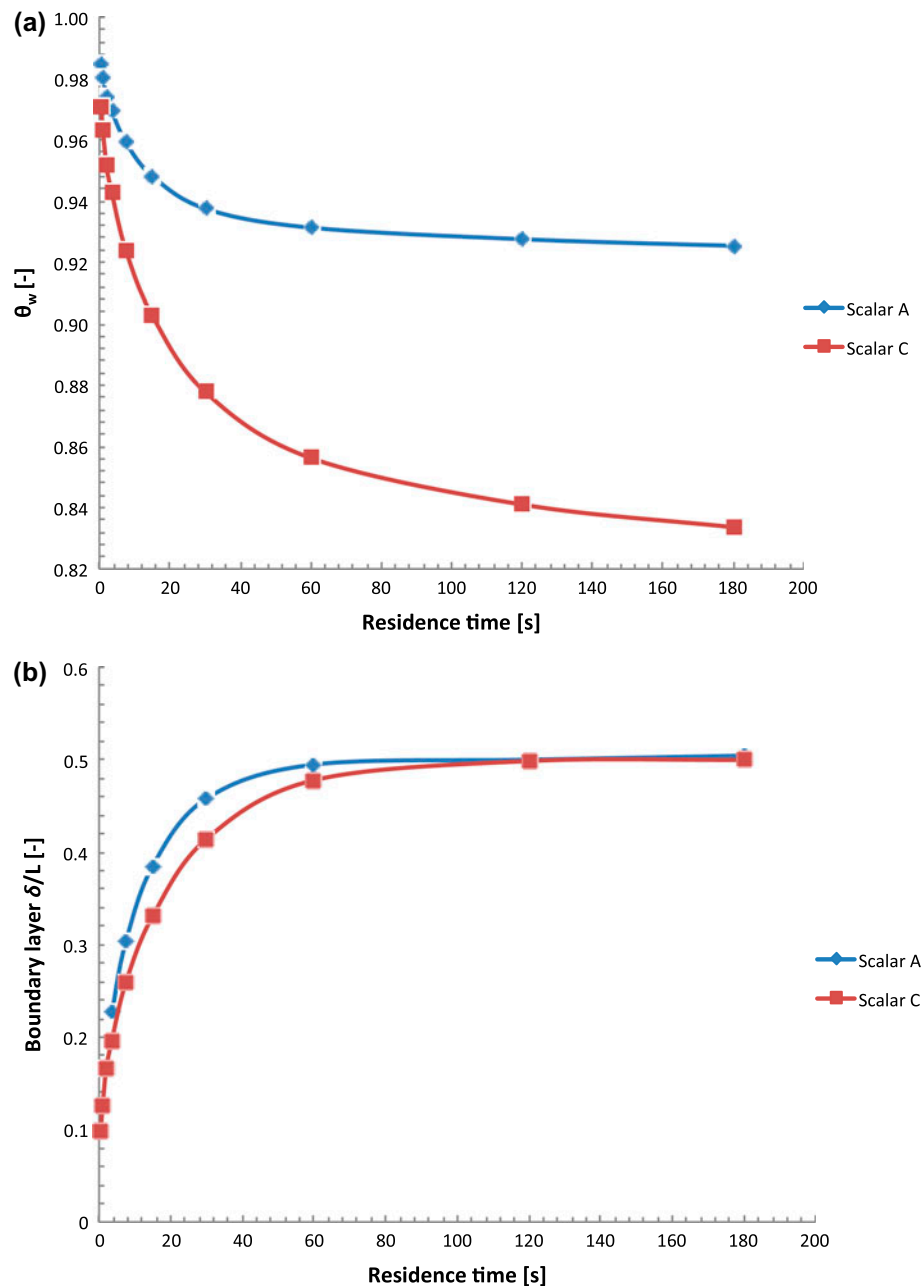 (a)
1.00
0.98
0.96
0.94
0.92
0.90
0.88
0.86
0.84
0.82
θw [-]
0 20 40 60 80 100 120 140 160 180 200
Residence time [s]
Scalar A
Scalar C
(b)
0.6
0.5
0.4
0.3
0.2
0.1
0
Boundary layer δ/L [-]
0 20 40 60 80 100 120 140 160 180 200
Residence time [s]
Scalar A
Scalar C